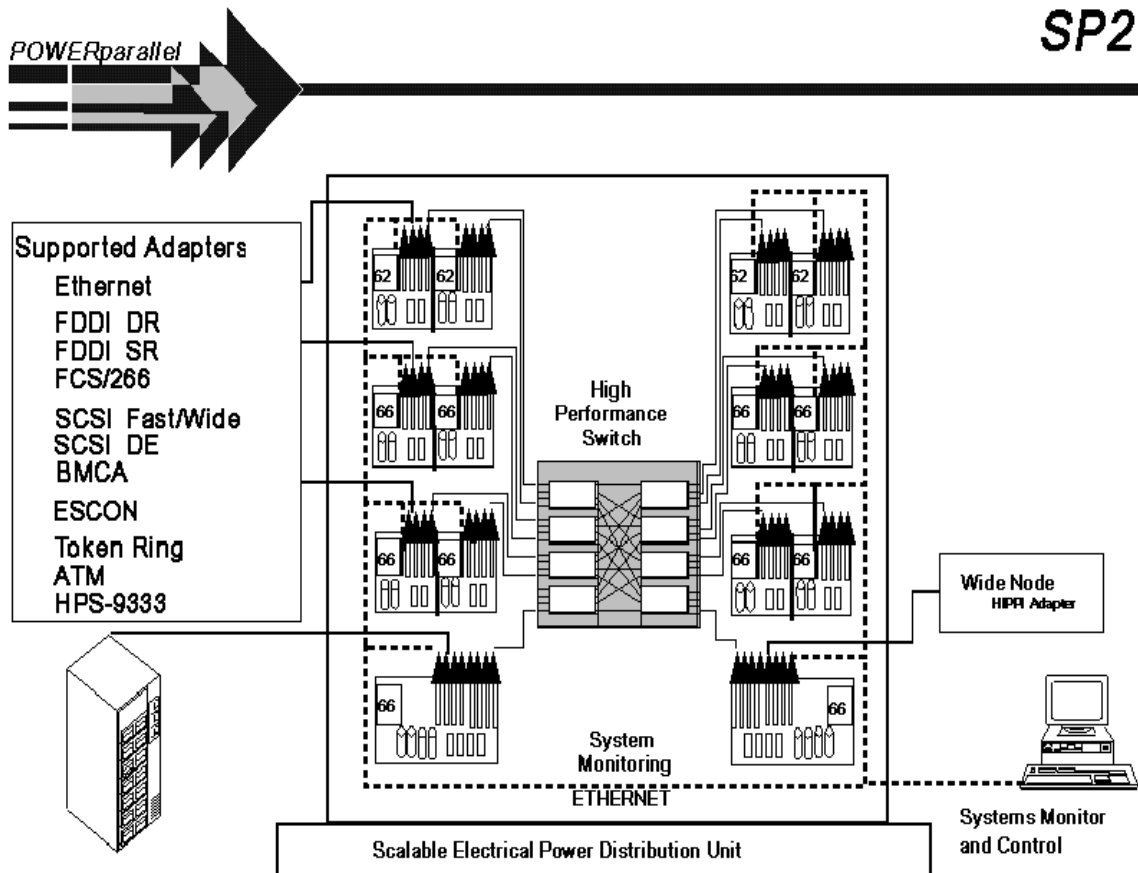 POWERparallel
SP2
Supported Adapters
Ethernet
FDDI DR
FDDI SR
FCS/266
SCSI Fast/Wide
SCSI DE
BMCA
ESCON
Token Ring
ATM
HPS-9333
62 62
62 62
66 66
66 66
High
Performance
Switch
66 66
66 66
Wide Node
HIPPI Adapter
66
66
System
Monitoring
ETHERNET
Systems Monitor
and Control
Scalable Electrical Power Distribution Unit